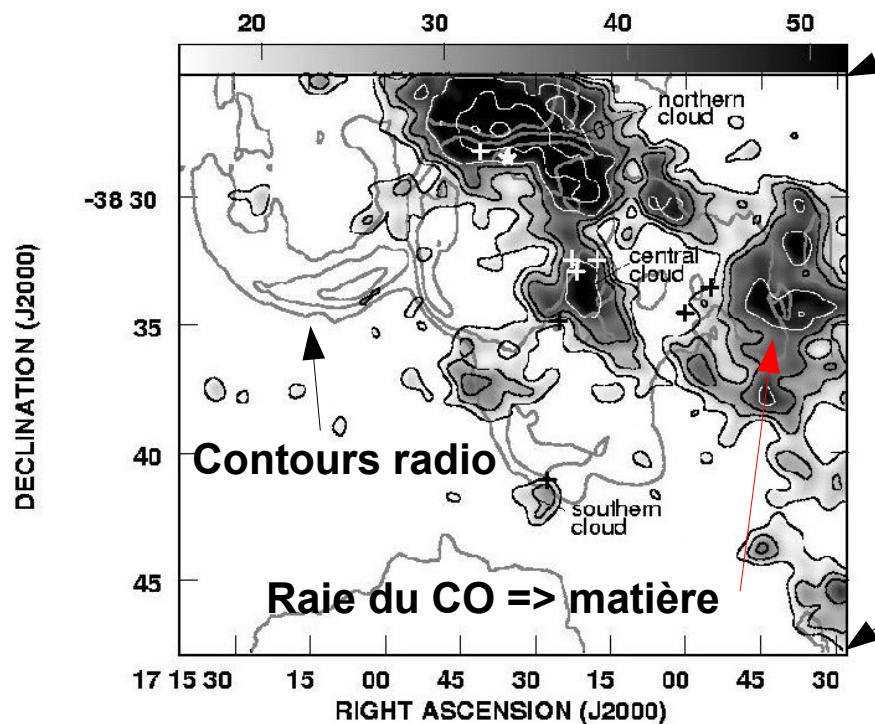 20 30 40 50
northern
cloud
-38 30
central
cloud
35
Contours radio
40
southern
cloud
Raie du CO => matière
45
17 15 30 15 00 45 30 15 00 45 30
DECLINATION (J2000)
RIGHT ASCENSION (J2000)